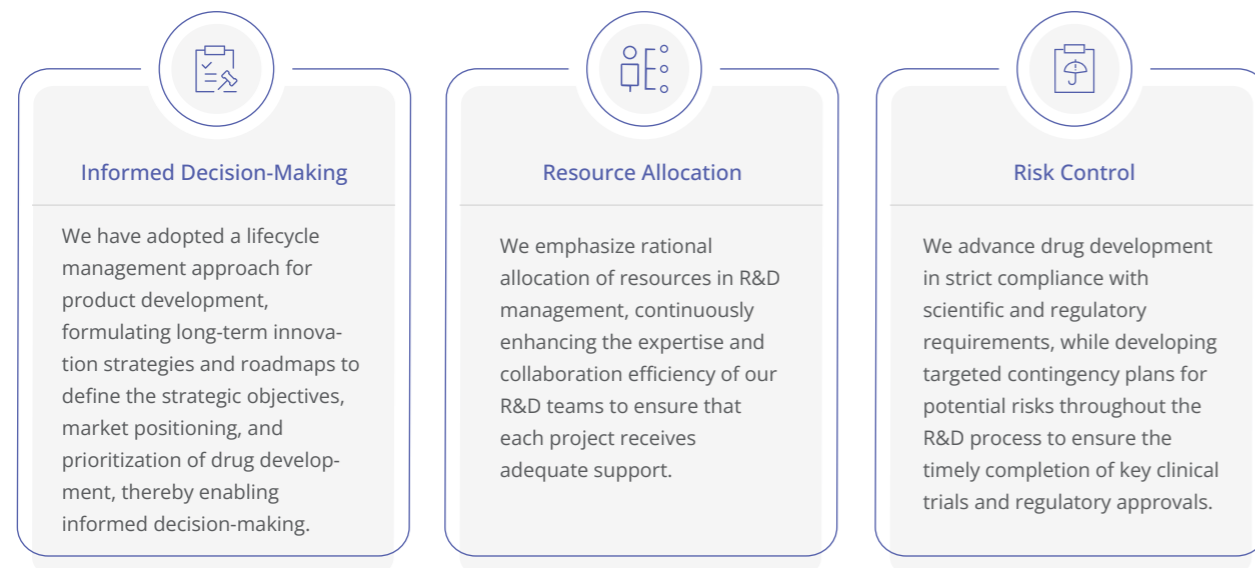 Informed Decision-Making
We have adopted a lifecycle
management approach for
product development,
formulating long-term innova-
tion strategies and roadmaps to
define the strategic objectives,
market positioning, and
prioritization of drug develop-
ment, thereby enabling
informed decision-making.
Resource Allocation
We emphasize rational
allocation of resources in R&D
management, continuously
enhancing the expertise and
collaboration efficiency of our
R&D teams to ensure that
each project receives
adequate support.
Risk Control
We advance drug development
in strict compliance with
scientific and regulatory
requirements, while developing
targeted contingency plans for
potential risks throughout the
R&D process to ensure the
timely completion of key clinical
trials and regulatory approvals.